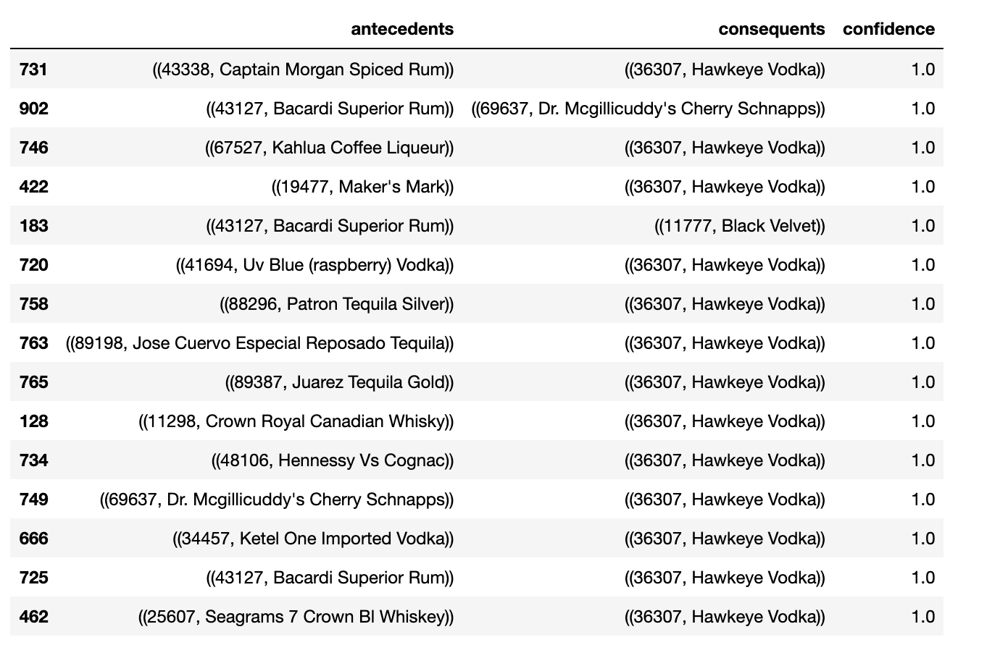 antecedents consequents confidence
731 ((43338, Captain Morgan Spiced Rum)) ((36307, Hawkeye Vodka)) 1.0
902 ((43127, Bacardi Superior Rum)) ((69637, Dr. Mcgillicuddy's Cherry Schnapps)) 1.0
746 ((67527, Kahlua Coffee Liqueur)) ((36307, Hawkeye Vodka)) 1.0
422 ((19477, Maker's Mark)) ((36307, Hawkeye Vodka)) 1.0
183 ((43127, Bacardi Superior Rum)) ((11777, Black Velvet)) 1.0
720 ((41694, Uv Blue (raspberry) Vodka)) ((36307, Hawkeye Vodka)) 1.0
758 ((88296, Patron Tequila Silver)) ((36307, Hawkeye Vodka)) 1.0
763 ((89198, Jose Cuervo Especial Reposado Tequila)) ((36307, Hawkeye Vodka)) 1.0
765 ((89387, Juarez Tequila Gold)) ((36307, Hawkeye Vodka)) 1.0
128 ((11298, Crown Royal Canadian Whisky)) ((36307, Hawkeye Vodka)) 1.0
734 ((48106, Hennessy Vs Cognac)) ((36307, Hawkeye Vodka)) 1.0
749 ((69637, Dr. Mcgillicuddy's Cherry Schnapps)) ((36307, Hawkeye Vodka)) 1.0
666 ((34457, Ketel One Imported Vodka)) ((36307, Hawkeye Vodka)) 1.0
725 ((43127, Bacardi Superior Rum)) ((36307, Hawkeye Vodka)) 1.0
462 ((25607, Seagrams 7 Crown Bl Whiskey)) ((36307, Hawkeye Vodka)) 1.0